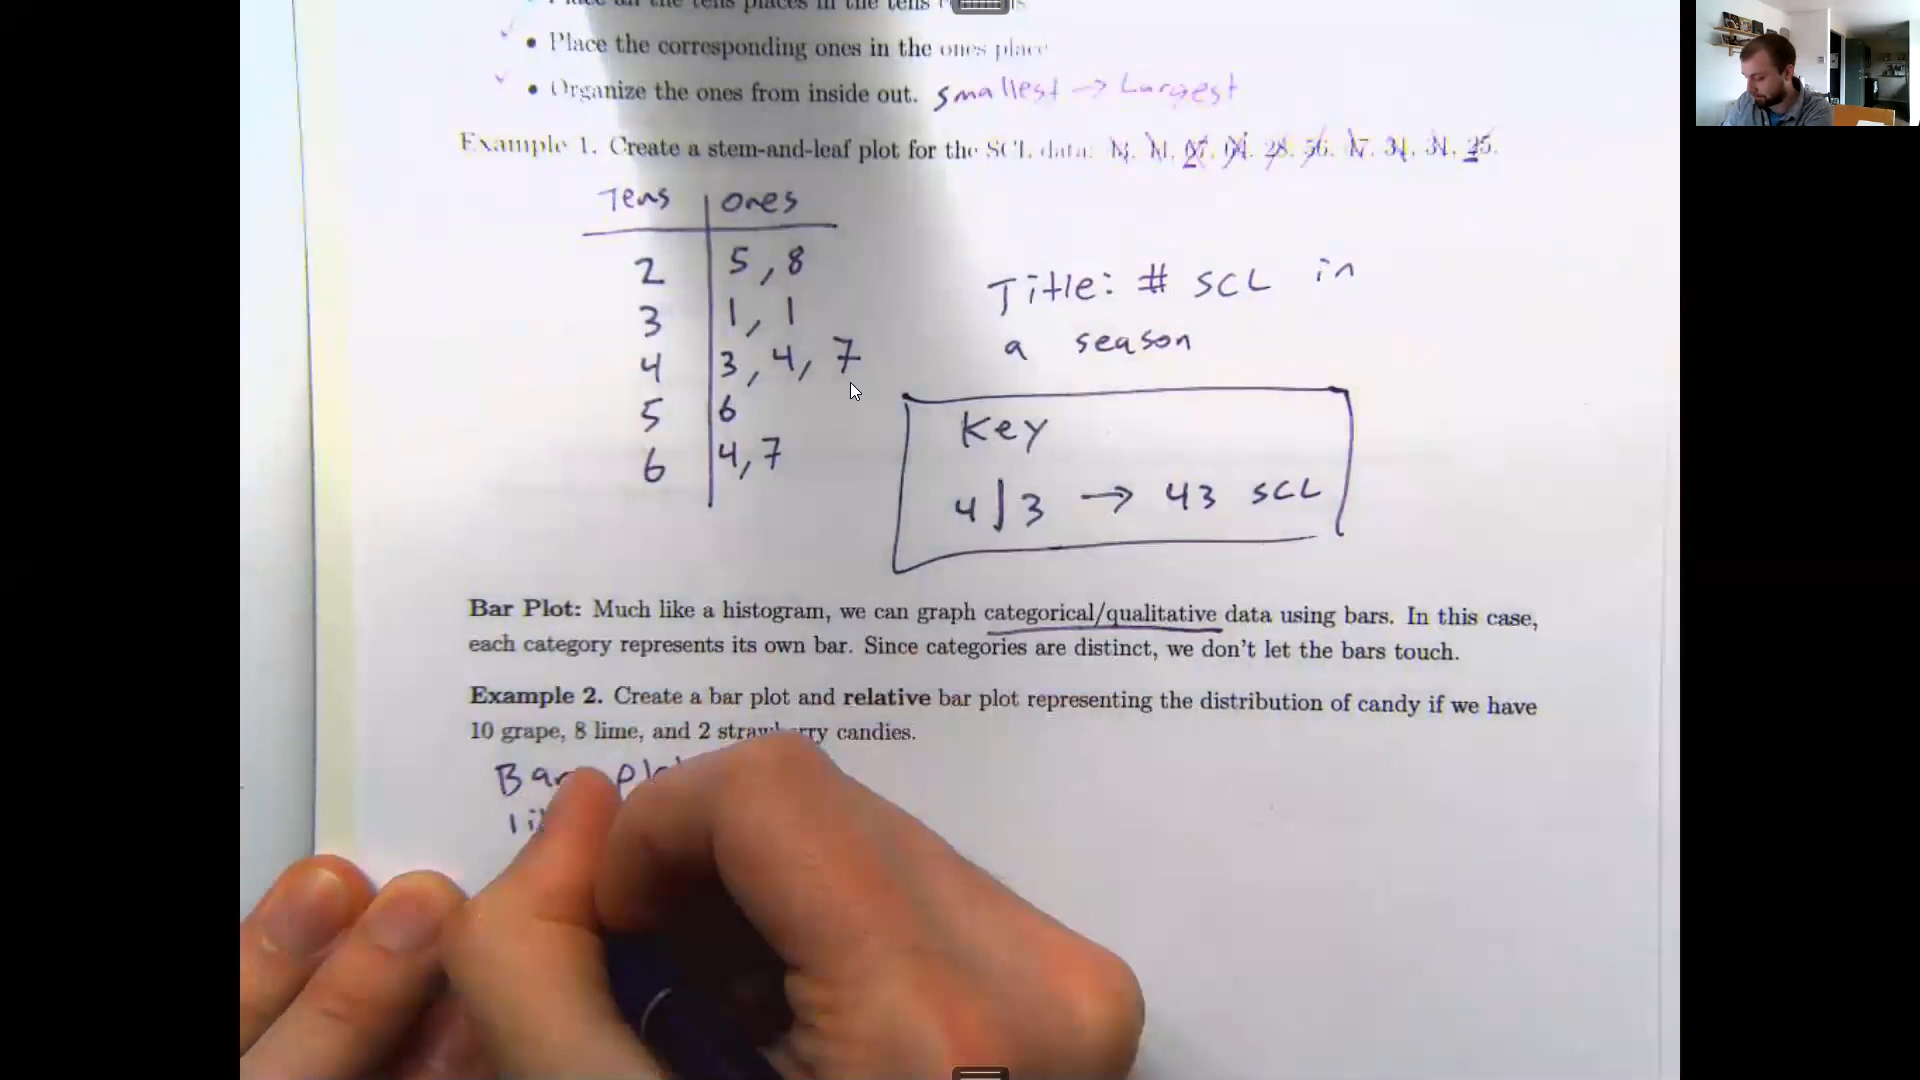 • Place the corresponding ones in the ones place
• Organize the ones from inside out. smallest → Largest
Example 1. Create a stem-and-leaf plot for the SCL data:
Tens | ones
2 | 5, 8
3 | 1, 1
4 | 3, 4, 7
5 | 6
6 | 4, 7
Title: # SCL in
a season
Key
4 | 3 → 43 SCL
Bar Plot: Much like a histogram, we can graph categorical/qualitative data using bars. In this case,
each category represents its own bar. Since categories are distinct, we don't let the bars touch.
Example 2. Create a bar plot and relative bar plot representing the distribution of candy if we have
10 grape, 8 lime, and 2 strawberry candies.
Bar